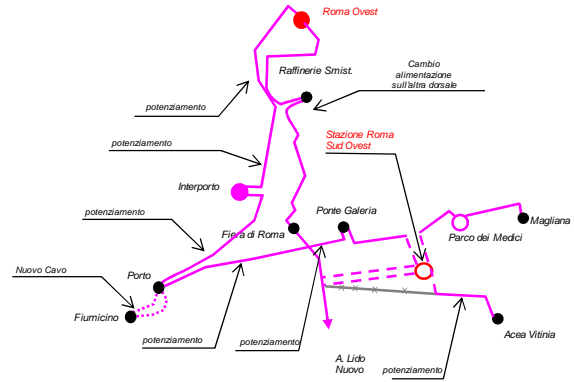 Roma Ovest
Raffinerie Smist.
Cambio
alimentazione
sull'altra dorsale
potenziamento
Stazione Roma
Sud Ovest
potenziamento
Interporto
Ponte Galeria
potenziamento
Fiera di Roma
Magliana
Parco dei Medici
Nuovo Cavo
Porto
Fiumicino
Acea Vitinia
potenziamento
potenziamento
A. Lido
Nuovo
potenziamento